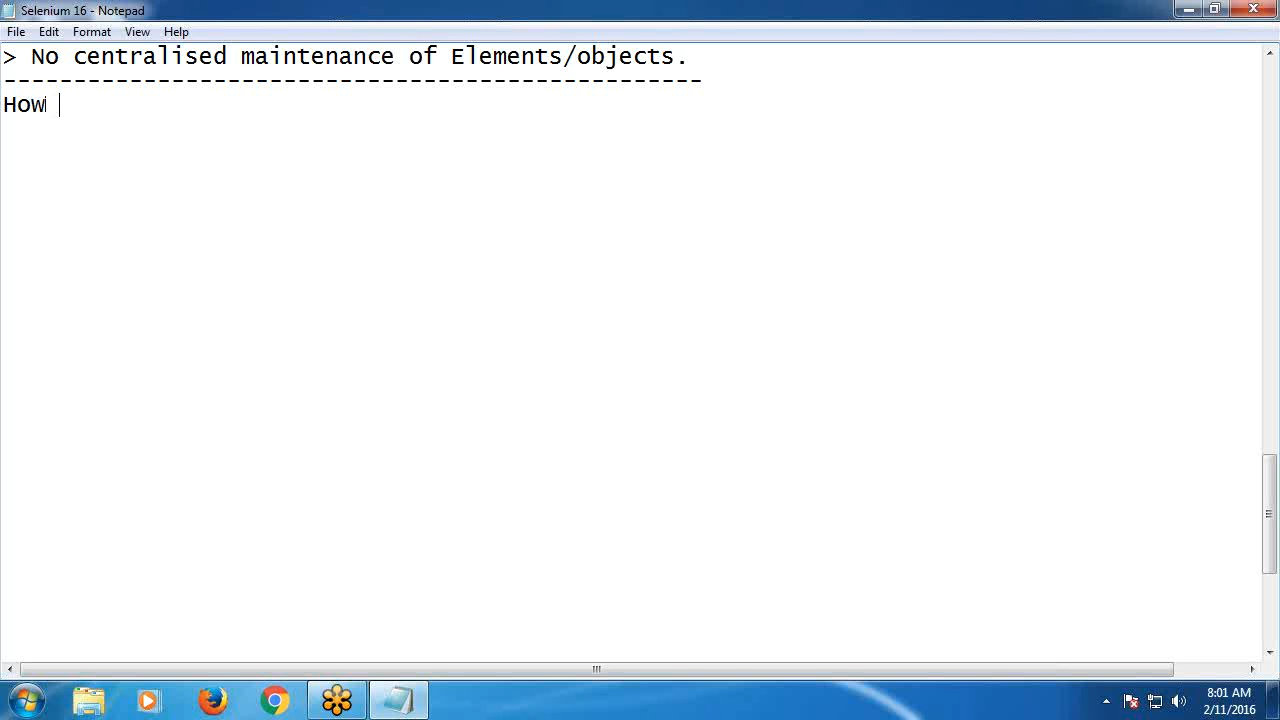 Selenium 16 - Notepad
File Edit Format View Help
> No centralised maintenance of Elements/objects.
--------------------------------------------------
How
8:01 AM
2/11/2016